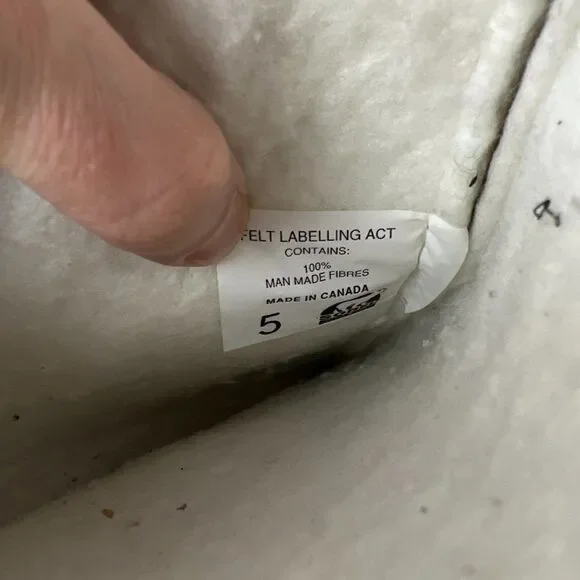 FELT LABELLING ACT
CONTAINS:
100%
MAN MADE FIBRES
MADE IN CANADA
5